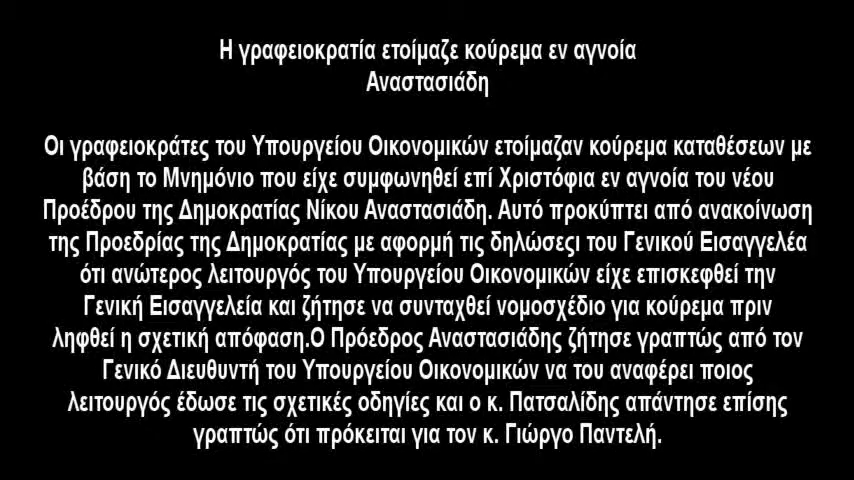 Η γραφειοκρατία ετοίμαζε κούρεμα εν αγνοία
Αναστασιάδη
Οι γραφειοκράτες του Υπουργείου Οικονομικών ετοίμαζαν κούρεμα καταθέσεων με
βάση το Μνημόνιο που είχε συμφωνηθεί επί Χριστόφια εν αγνοία του νέου
Προέδρου της Δημοκρατίας Νίκου Αναστασιάδη. Αυτό προκύπτει από ανακοίνωση
της Προεδρίας της Δημοκρατίας με αφορμή τις δηλώσεςι του Γενικού Εισαγγελέα
ότι ανώτερος λειτουργός του Υπουργείου Οικονομικών είχε επισκεφθεί την
Γενική Εισαγγελεία και ζήτησε να συνταχθεί νομοσχέδιο για κούρεμα πριν
ληφθεί η σχετική απόφαση.Ο Πρόεδρος Αναστασιάδης ζήτησε γραπτώς από τον
Γενικό Διευθυντή του Υπουργείου Οικονομικών να του αναφέρει ποιος
λειτουργός έδωσε τις σχετικές οδηγίες και ο κ. Πατσαλίδης απάντησε επίσης
γραπτώς ότι πρόκειται για τον κ. Γιώργο Παντελή.